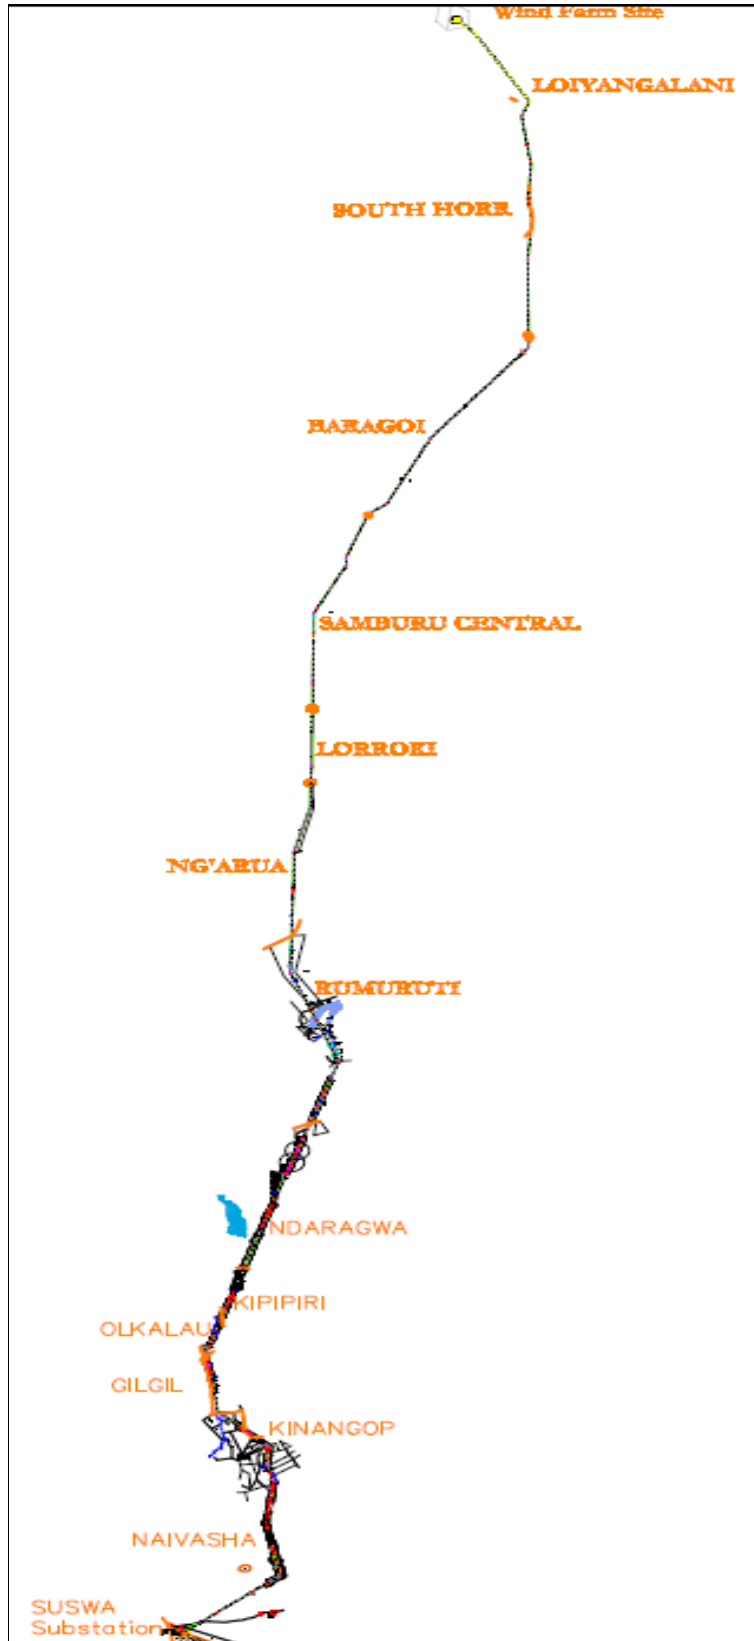 Wind Farm Site
LOIYANGALANI
SOUTH HORR
BARAGOI
SAMBURU CENTRAL
LORROKI
NG'ARUA
RUMURUTI
NDARAGWA
KIPIPIRI
OLKALAU
GILGIL
KINANGOP
NAIVASHA
SUSWA
Substation